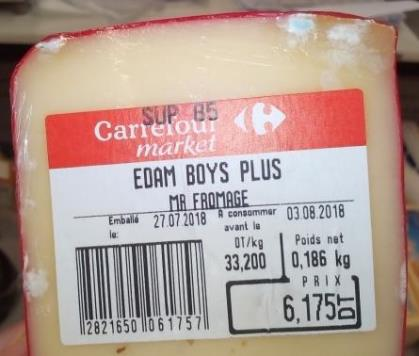 SUP 85
Carrefour
market
EDAM BOYS PLUS
MR FROMAGE
Emballé le: 27.07.2018
A consommer avant le 03.08.2018
DT/kg
33,200
Poids net
0,186 kg
PRIX
6,175DT
2821650 061757